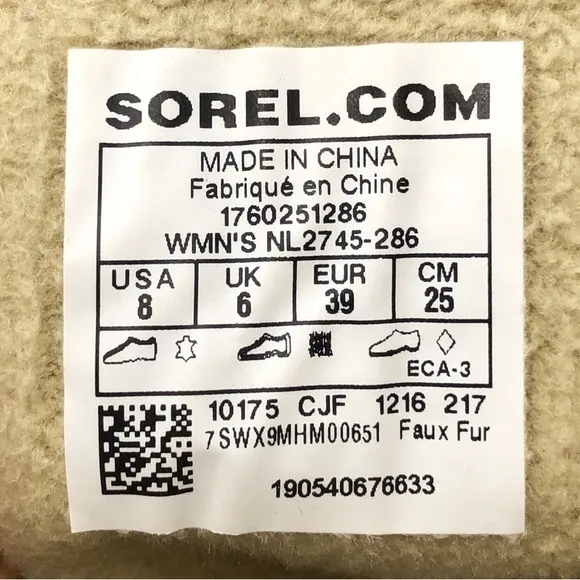 SOREL.COM
MADE IN CHINA
Fabriqué en Chine
1760251286
WMN'S NL2745-286
USA UK EUR CM
8 6 39 25
ECA-3
10175 CJF 1216 217
7SWX9MHM00651 Faux Fur
190540676633